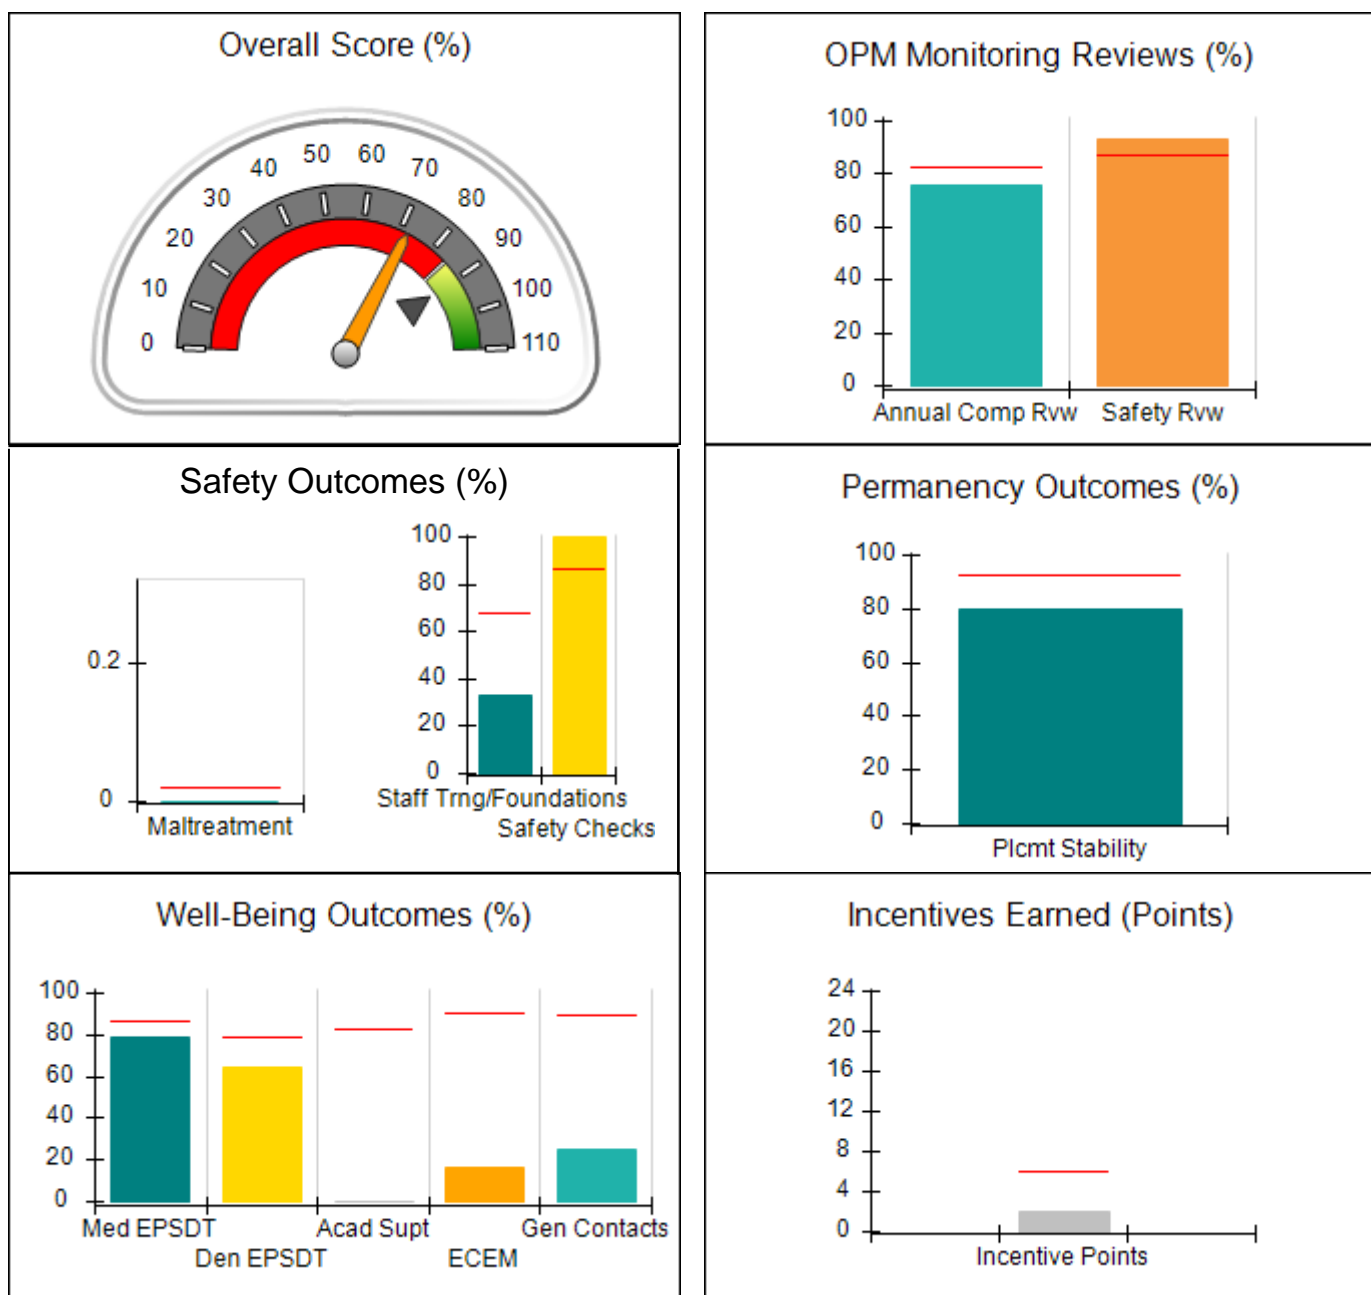 Overall Score (%)
0
10
20
30
40
50
60
70
80
90
100
110
OPM Monitoring Reviews (%)
100
80
60
40
20
0
Annual Comp Rvw
Safety Rvw
Safety Outcomes (%)
0.2
0
Maltreatment
100
80
60
40
20
0
Staff Trng/Foundations
Safety Checks
Permanency Outcomes (%)
100
80
60
40
20
0
Plcmt Stability
Well-Being Outcomes (%)
100
80
60
40
20
0
Med EPSDT
Den EPSDT
Acad Supt
ECEM
Gen Contacts
Incentives Earned (Points)
24
20
16
12
8
4
0
Incentive Points